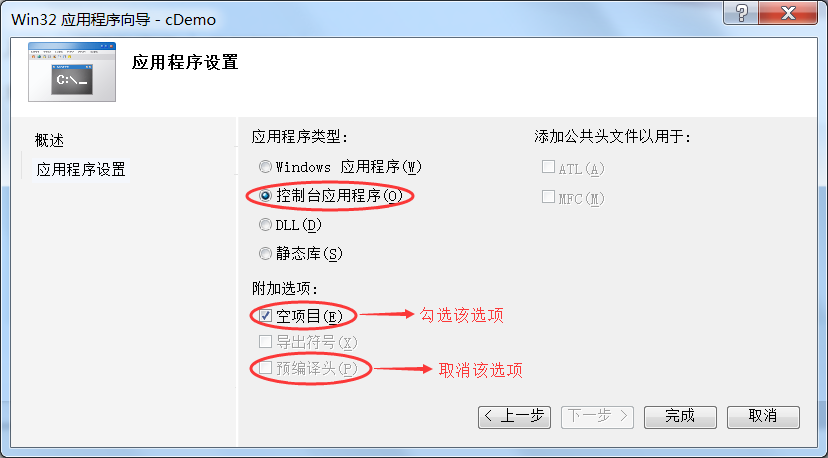 Win32 应用程序向导 - cDemo
C:\_
应用程序设置
概述
应用程序设置
应用程序类型:
Windows 应用程序(W)
控制台应用程序(O)
DLL(D)
静态库(S)
添加公共头文件以用于:
ATL(A)
MFC(M)
附加选项:
空项目(E)
勾选该选项
导出符号(X)
预编译头(P)
取消该选项
< 上一步
下一步 >
完成
取消